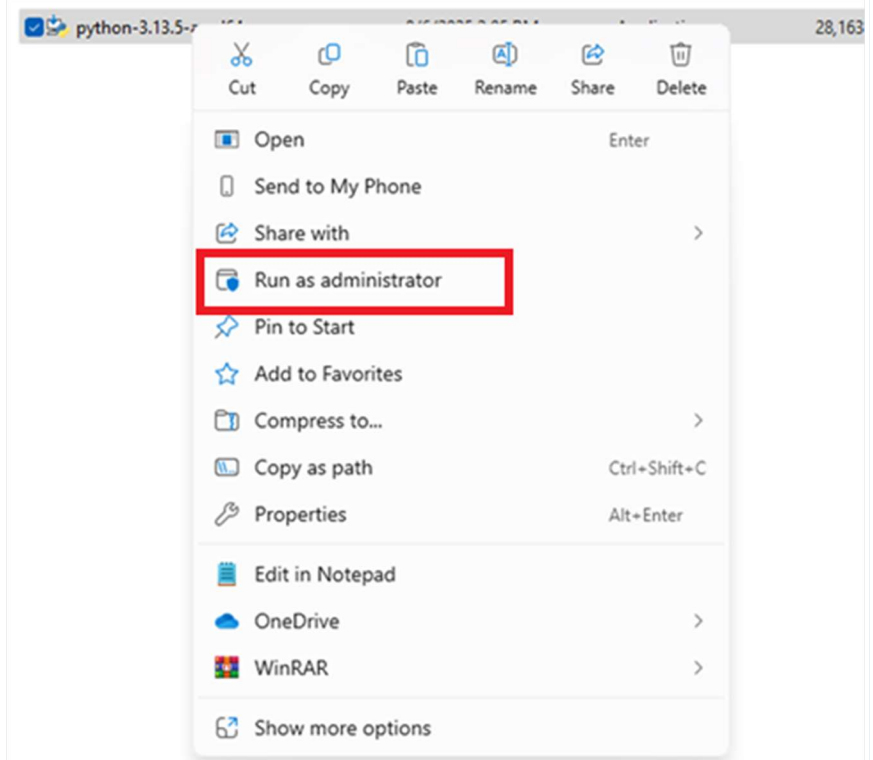 python-3.13.5-
28,163
Cut Copy Paste Rename Share Delete
Open Enter
Send to My Phone
Share with
Run as administrator
Pin to Start
Add to Favorites
Compress to...
Copy as path Ctrl+Shift+C
Properties Alt+Enter
Edit in Notepad
OneDrive
WinRAR
Show more options